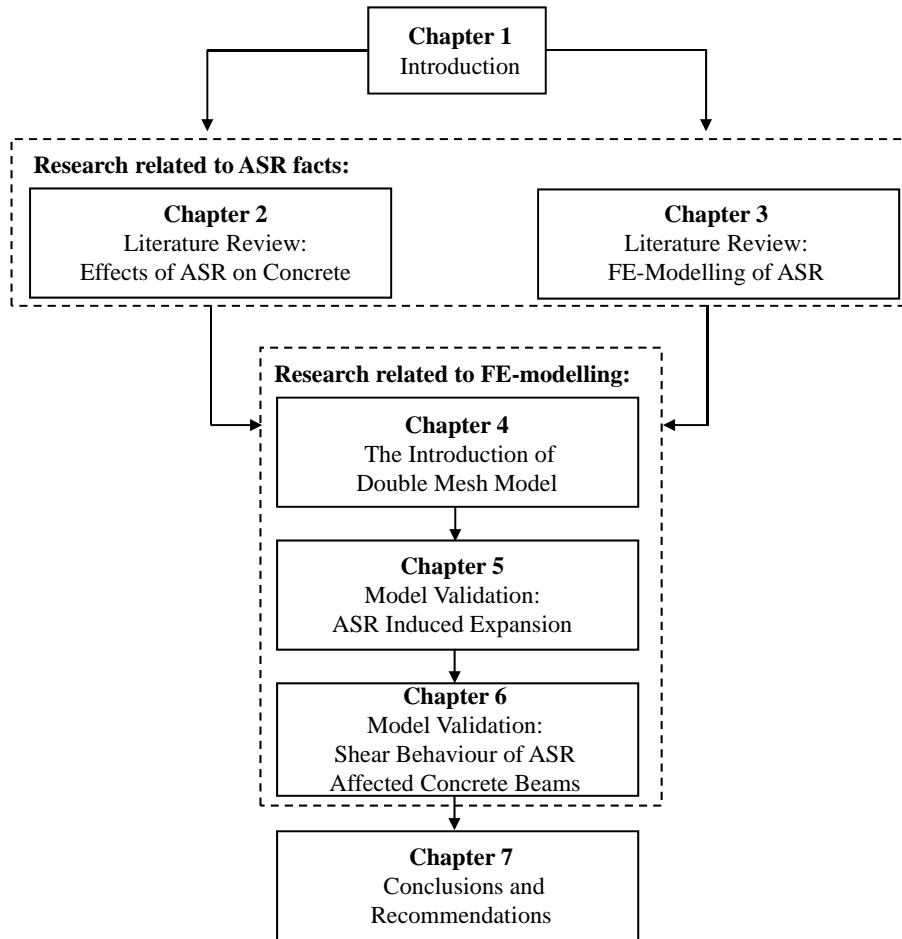 Chapter 1
Introduction
Research related to ASR facts:
Chapter 2
Literature Review:
Effects of ASR on Concrete
Chapter 3
Literature Review:
FE-Modelling of ASR
Research related to FE-modelling:
Chapter 4
The Introduction of
Double Mesh Model
Chapter 5
Model Validation:
ASR Induced Expansion
Chapter 6
Model Validation:
Shear Behaviour of ASR
Affected Concrete Beams
Chapter 7
Conclusions and
Recommendations